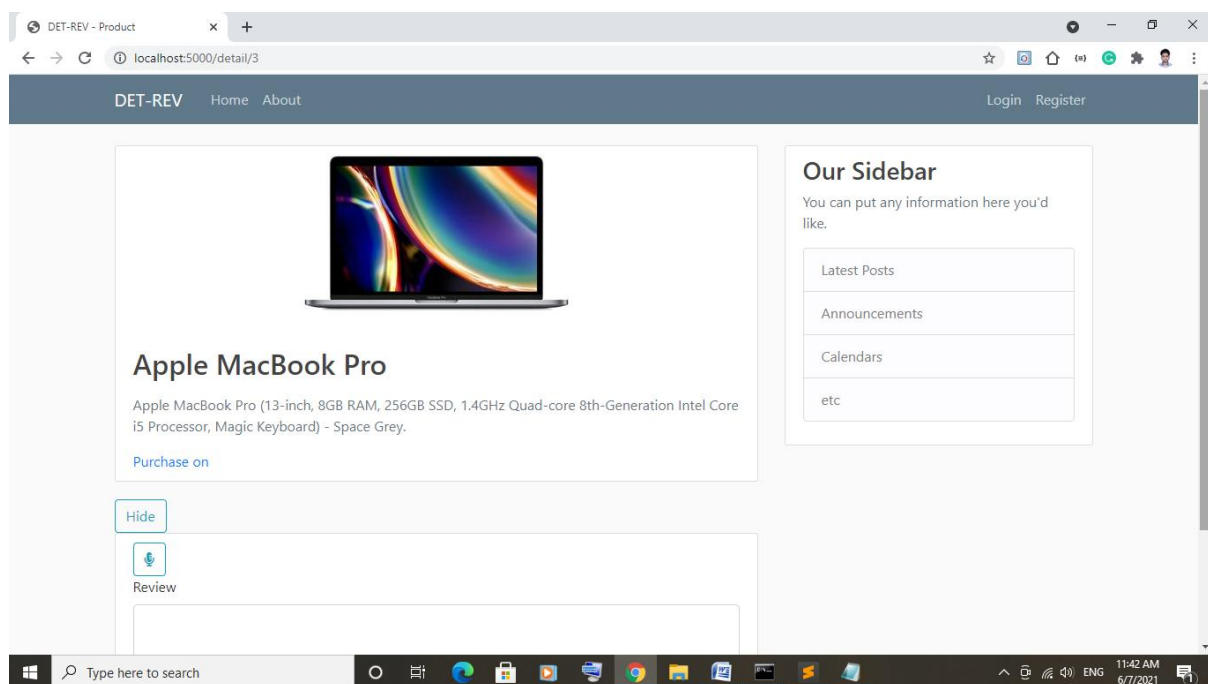 DET-REV - Product
localhost:5000/detail/3
DET-REV Home About Login Register
Apple MacBook Pro
Apple MacBook Pro (13-inch, 8GB RAM, 256GB SSD, 1.4GHz Quad-core 8th-Generation Intel Core
i5 Processor, Magic Keyboard) - Space Grey.
Purchase on
Our Sidebar
You can put any information here you'd
like.
Latest Posts
Announcements
Calendars
etc
Hide
Review
Type here to search
ENG
11:42 AM
6/7/2021